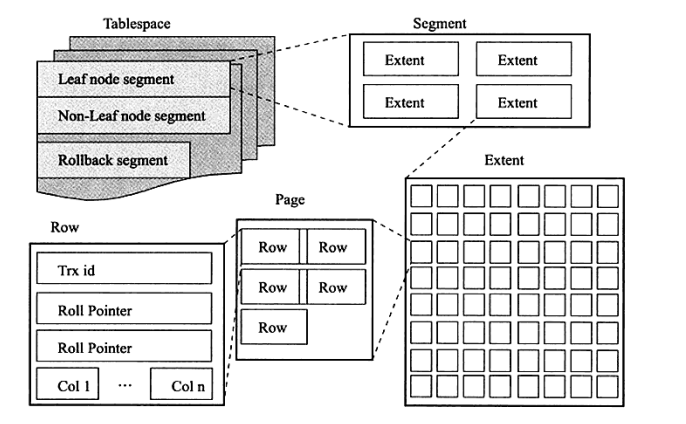 Tablespace
Segment
Leaf node segment
Non-Leaf node segment
Rollback segment
Extent Extent
Extent Extent
Extent
Page
Row Row
Row Row
Row
Row
Trx id
Roll Pointer
Roll Pointer
Col 1 ... Col n